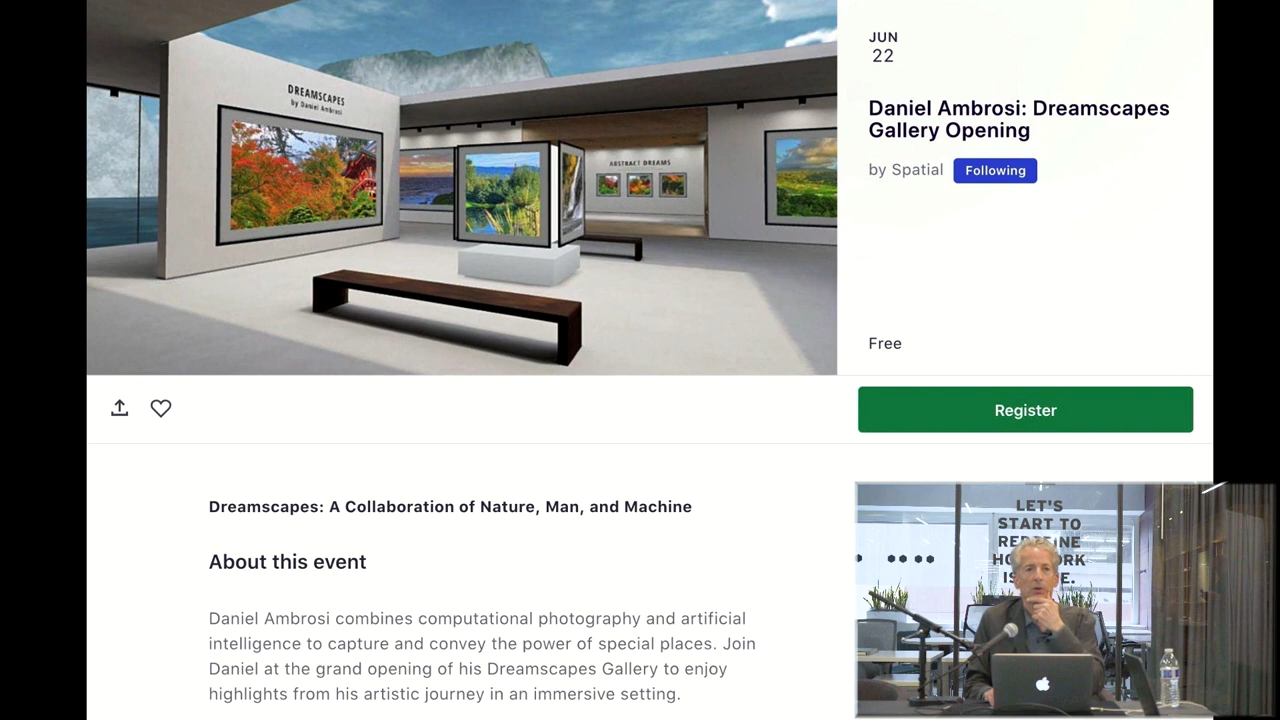 DREAMSCAPES
by Daniel Ambrosi
ABSTRACT DREAMS
JUN
22
Daniel Ambrosi: Dreamscapes
Gallery Opening
by Spatial Following
Free
Register
Dreamscapes: A Collaboration of Nature, Man, and Machine
About this event
Daniel Ambrosi combines computational photography and artificial
intelligence to capture and convey the power of special places. Join
Daniel at the grand opening of his Dreamscapes Gallery to enjoy
highlights from his artistic journey in an immersive setting.
LET'S
START TO